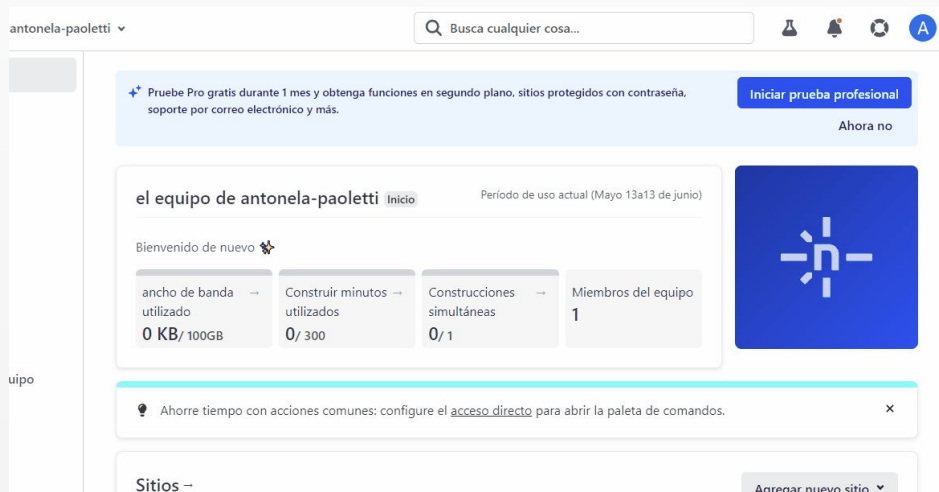 antonela-paoletti
Busca cualquier cosa...
A
Pruebe Pro gratis durante 1 mes y obtenga funciones en segundo plano, sitios protegidos con contraseña,
soporte por correo electrónico y más.
Iniciar prueba profesional
Ahora no
el equipo de antonela-paoletti Inicio
Período de uso actual (Mayo 13a13 de junio)
Bienvenido de nuevo
ancho de banda →
utilizado
0 KB/ 100GB
Construir minutos →
utilizados
0/ 300
Construcciones →
simultáneas
0/ 1
Miembros del equipo
1
n
uipo
Ahorre tiempo con acciones comunes: configure el acceso directo para abrir la paleta de comandos.
Sitios →
Agregar nuevo sitio